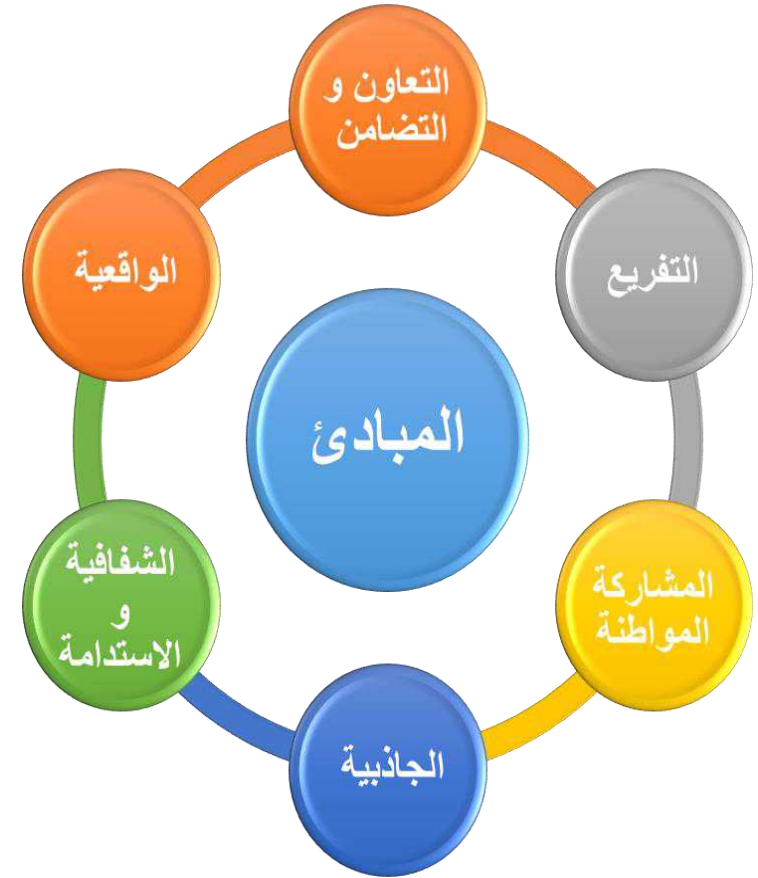 التعاون و
التضامن
التفريع
المشاركة
المواطنة
الجاذبية
الشفافية
و
الاستدامة
الواقعية
المبادئ